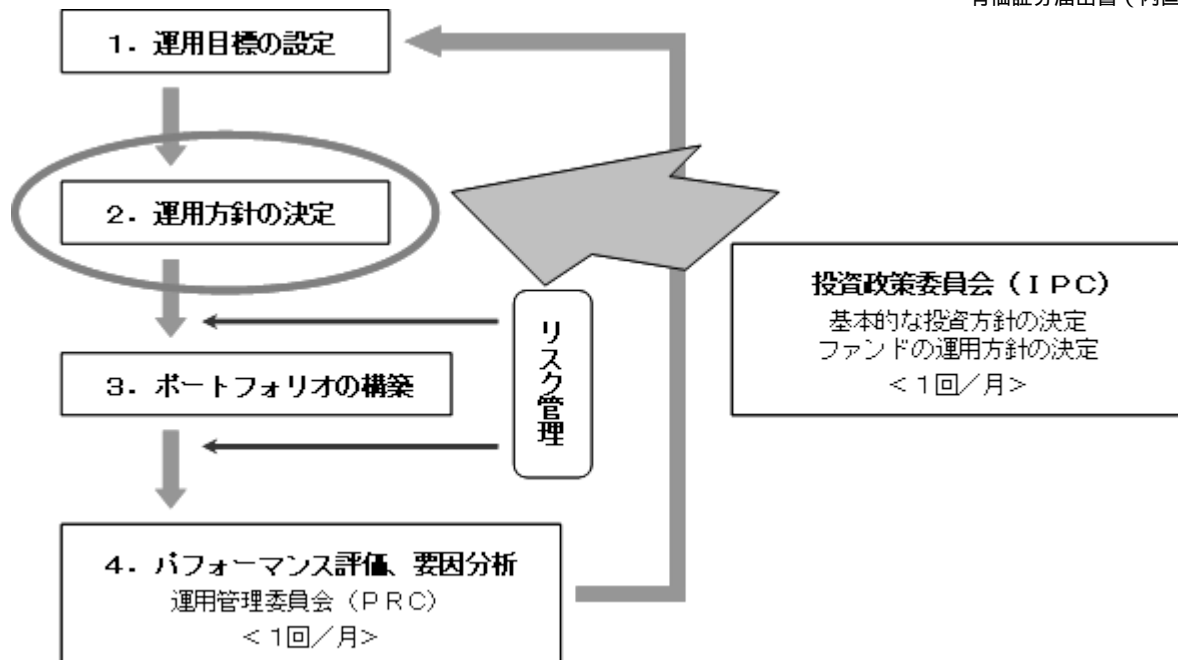 1．運用目標の設定
2．運用方針の決定
投資政策委員会（ＩＰＣ）
基本的な投資方針の決定
ファンドの運用方針の決定
＜1回／月＞
リスク管理
3．ポートフォリオの構築
4．パフォーマンス評価、要因分析
運用管理委員会（ＰＲＣ）
＜1回／月＞